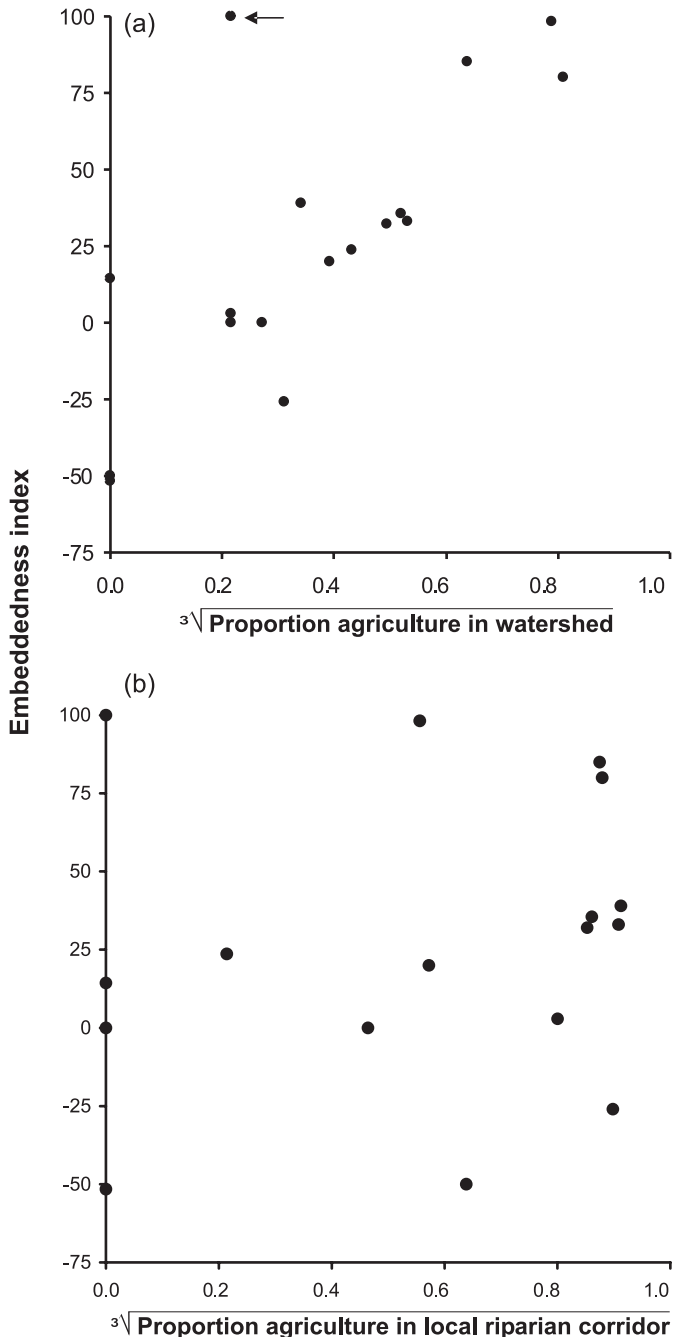 (a)
100
75
50
25
0
-25
-50
-75
0.0 0.2 0.4 0.6 0.8 1.0
³√Proportion agriculture in watershed
Embeddedness index
(b)
100
75
50
25
0
-25
-50
-75
0.0 0.2 0.4 0.6 0.8 1.0
³√Proportion agriculture in local riparian corridor